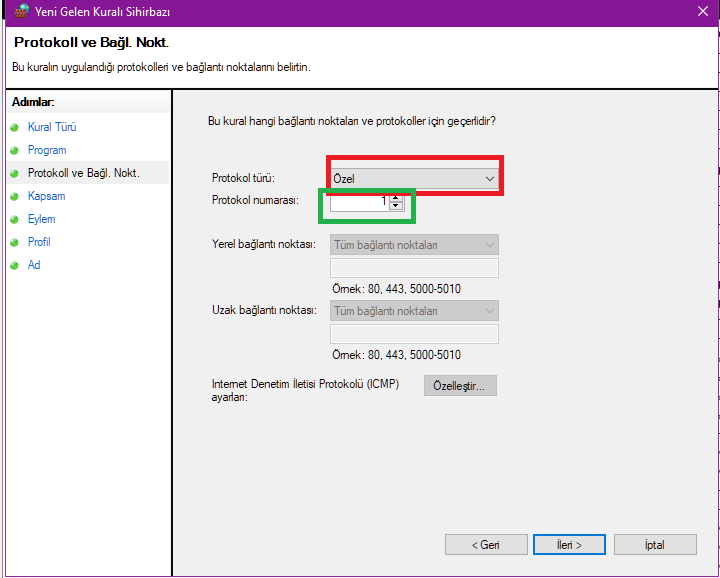 Yeni Gelen Kuralı Sihirbazı
Protokoll ve Bağl. Nokt.
Bu kuralın uygulandığı protokolleri ve bağlantı noktalarını belirtin.
Adımlar:
Kural Türü
Program
Protokoll ve Bağl. Nokt.
Kapsam
Eylem
Profil
Ad
Bu kural hangi bağlantı noktaları ve protokoller için geçerlidir?
Protokol türü: Özel
Protokol numarası: 1
Yerel bağlantı noktası: Tüm bağlantı noktaları
Örnek: 80, 443, 5000-5010
Uzak bağlantı noktası: Tüm bağlantı noktaları
Örnek: 80, 443, 5000-5010
Internet Denetim İletisi Protokolü (ICMP) Özelleştir...
ayarları:
< Geri İleri > İptal